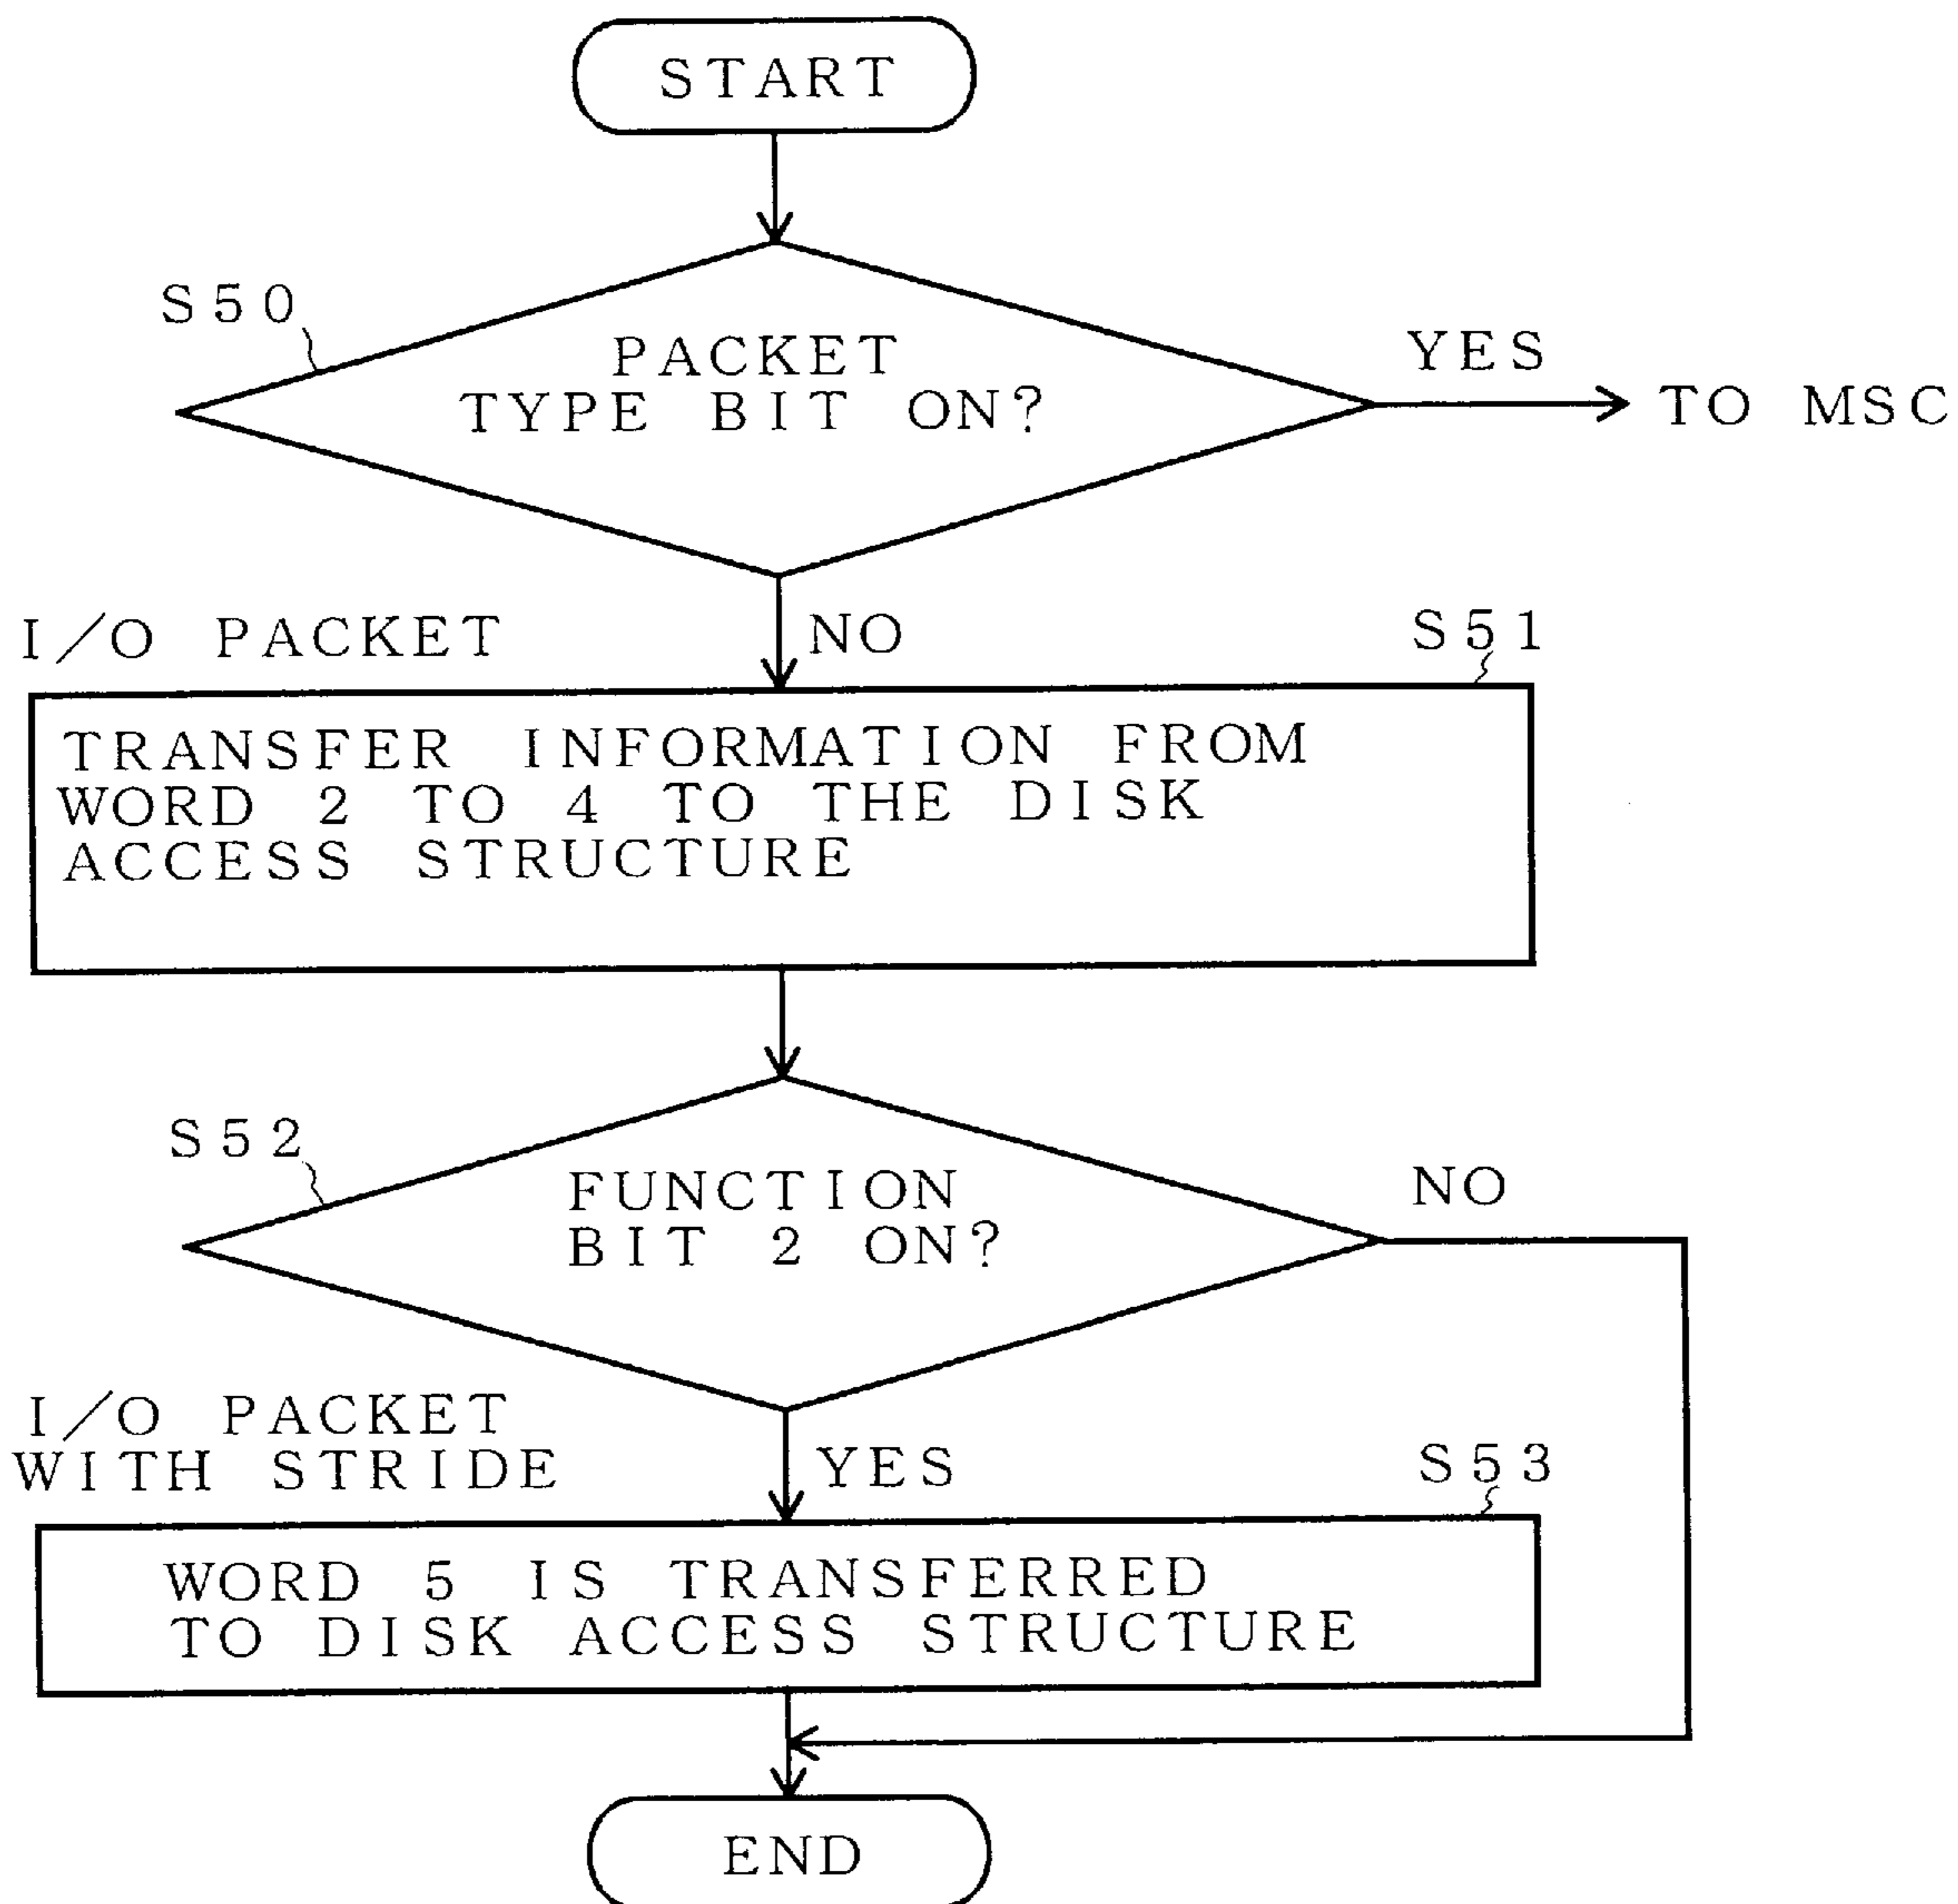 START
S50
PACKET
TYPE BIT ON?
YES
TO MSC
I/O PACKET
NO
S51
TRANSFER INFORMATION FROM
WORD 2 TO 4 TO THE DISK
ACCESS STRUCTURE
S52
FUNCTION
BIT 2 ON?
NO
I/O PACKET
WITH STRIDE
YES
S53
WORD 5 IS TRANSFERRED
TO DISK ACCESS STRUCTURE
END